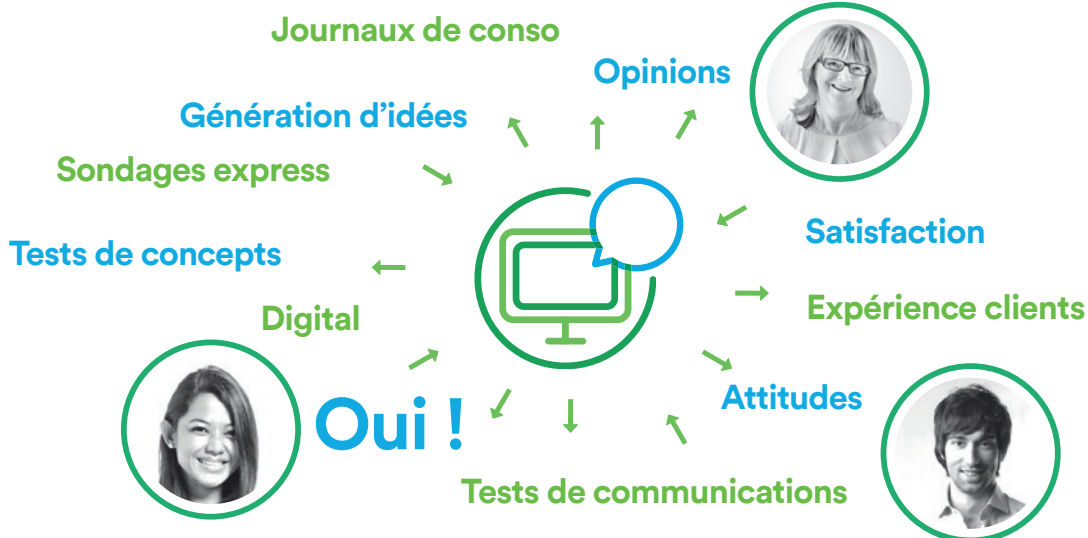 Journaux de conso
Opinions
Génération d’idées
Sondages express
Satisfaction
Tests de concepts
Expérience clients
Digital
Attitudes
Oui !
Tests de communications